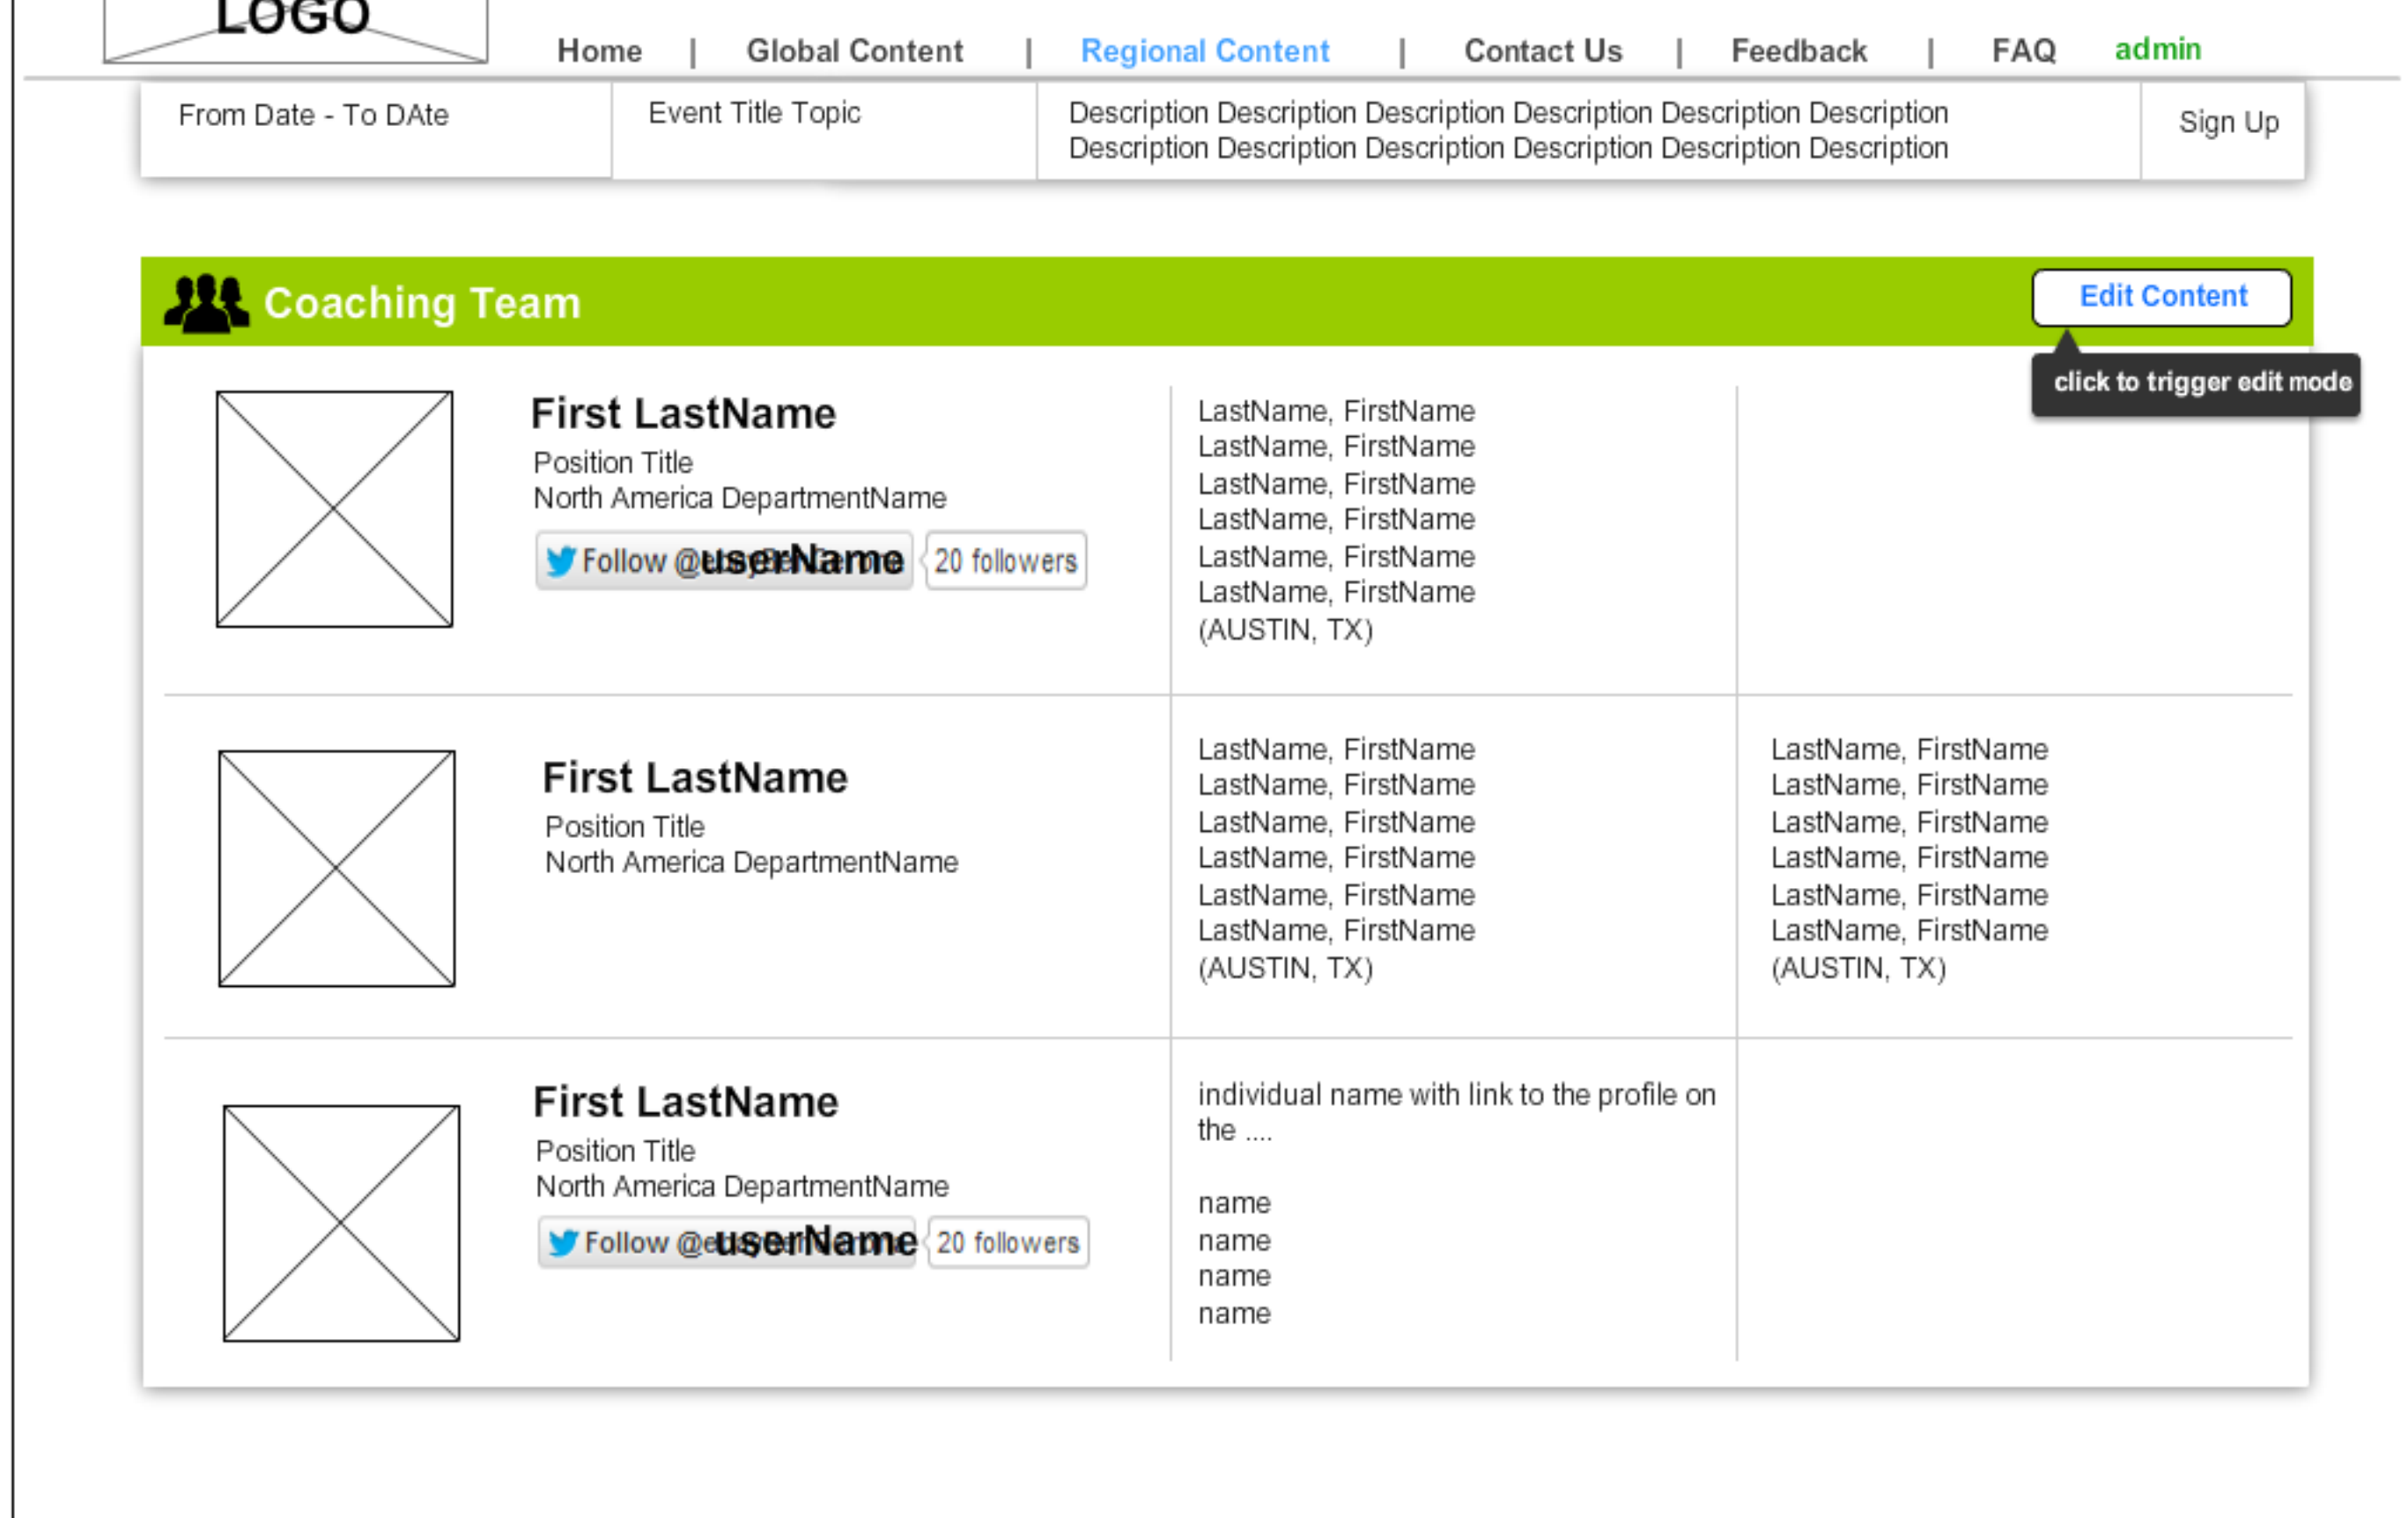 LOGO
Home | Global Content | Regional Content | Contact Us | Feedback | FAQ admin
From Date - To DAte
Event Title Topic
Description Description Description Description Description Description
Description Description Description Description Description Description
Sign Up
Coaching Team
Edit Content
click to trigger edit mode
First LastName
Position Title
North America DepartmentName
Follow @ userName
20 followers
LastName, FirstName
LastName, FirstName
LastName, FirstName
LastName, FirstName
LastName, FirstName
LastName, FirstName
(AUSTIN, TX)
First LastName
Position Title
North America DepartmentName
LastName, FirstName
LastName, FirstName
LastName, FirstName
LastName, FirstName
LastName, FirstName
LastName, FirstName
(AUSTIN, TX)
LastName, FirstName
LastName, FirstName
LastName, FirstName
LastName, FirstName
LastName, FirstName
LastName, FirstName
(AUSTIN, TX)
First LastName
Position Title
North America DepartmentName
Follow @ userName
20 followers
individual name with link to the profile on
the ....
name
name
name
name